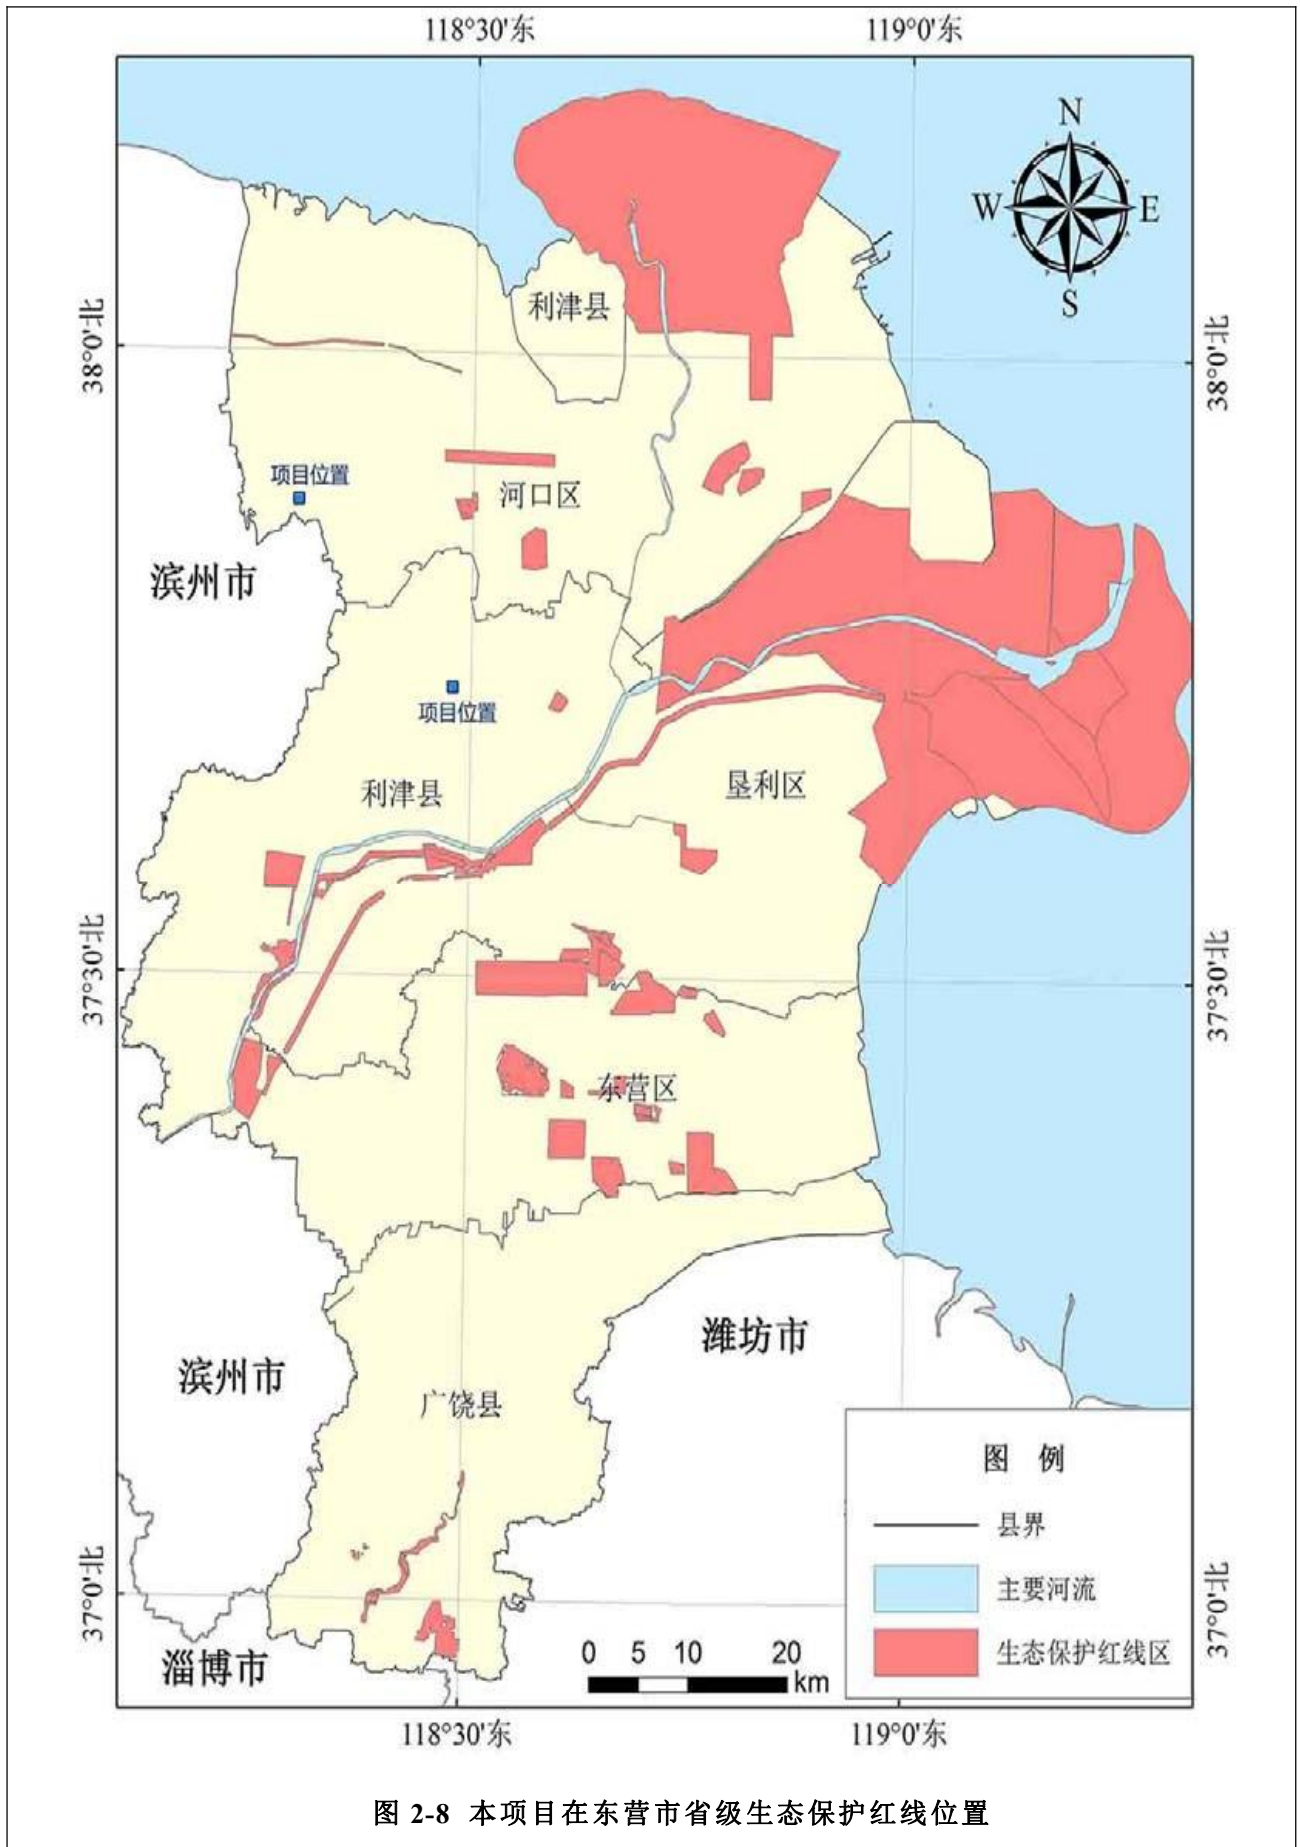 118°30'东
119°0'东
N
W
E
S
利津县
38°0'北
38°0'北
项目位置
河口区
滨州市
项目位置
利津县
垦利区
37°30'北
37°30'北
东营区
潍坊市
滨州市
广饶县
图 例
县界
主要河流
生态保护红线区
37°0'北
37°0'北
淄博市
0 5 10 20
km
118°30'东
119°0'东
图 2-8 本项目在东营市省级生态保护红线位置